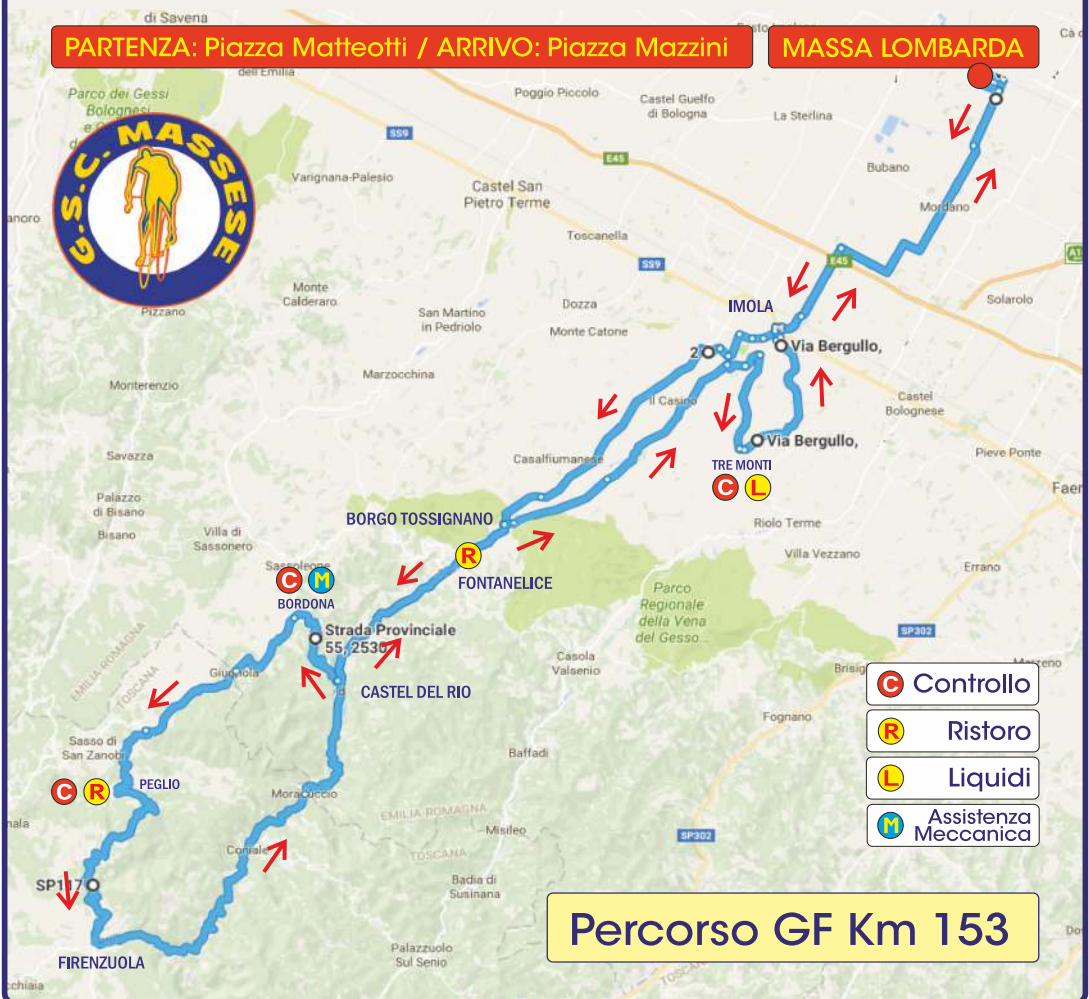 di Savena
PARTENZA: Piazza Matteotti / ARRIVO: Piazza Mazzini
MASSA LOMBARDA
dell'Emilia
Parco dei Gessi
Bolognesi
G.S.C. MASSESE
Poggio Piccolo
Castel Guelfo
di Bologna
La Sterlina
SS9
E45
Bubano
Varignana-Palesio
Castel San
Pietro Terme
Mordano
Toscanella
SS9
E45
Solarolo
Monte
Calderaro
Pizzano
San Martino
in Pedriolo
Dozza
Monte Catone
IMOLA
Via Bergullo,
2
Marzocchina
Monterenzio
Il Casino
Castel
Bolognese
Via Bergullo,
Casalfiumanese
TRE MONTI
C L
Pieve Ponte
Savazza
Palazzo
di Bisano
Bisano
Villa di
Sassonero
BORGO TOSSIGNANO
Riolo Terme
Villa Vezzano
R
FONTANELICE
Errano
Sassoleone
C M
BORDONA
Strada Provinciale
55, 2530
Parco
Regionale
della Vena
del Gesso...
SP302
EMILIA ROMAGNA
TOSCANA
Giugnola
CASTEL DEL RIO
Casola
Valsenio
C Controllo
R Ristoro
L Liquidi
M Assistenza
Meccanica
Fognano
Sasso di
San Zanobi
Baffadi
C R
PEGLIO
Moraduccio
EMILIA ROMAGNA
TOSCANA
Misileo
SP302
Coniale
SP117
Badia di
Susinana
Percorso GF Km 153
FIRENZUOLA
Palazzuolo
Sul Senio